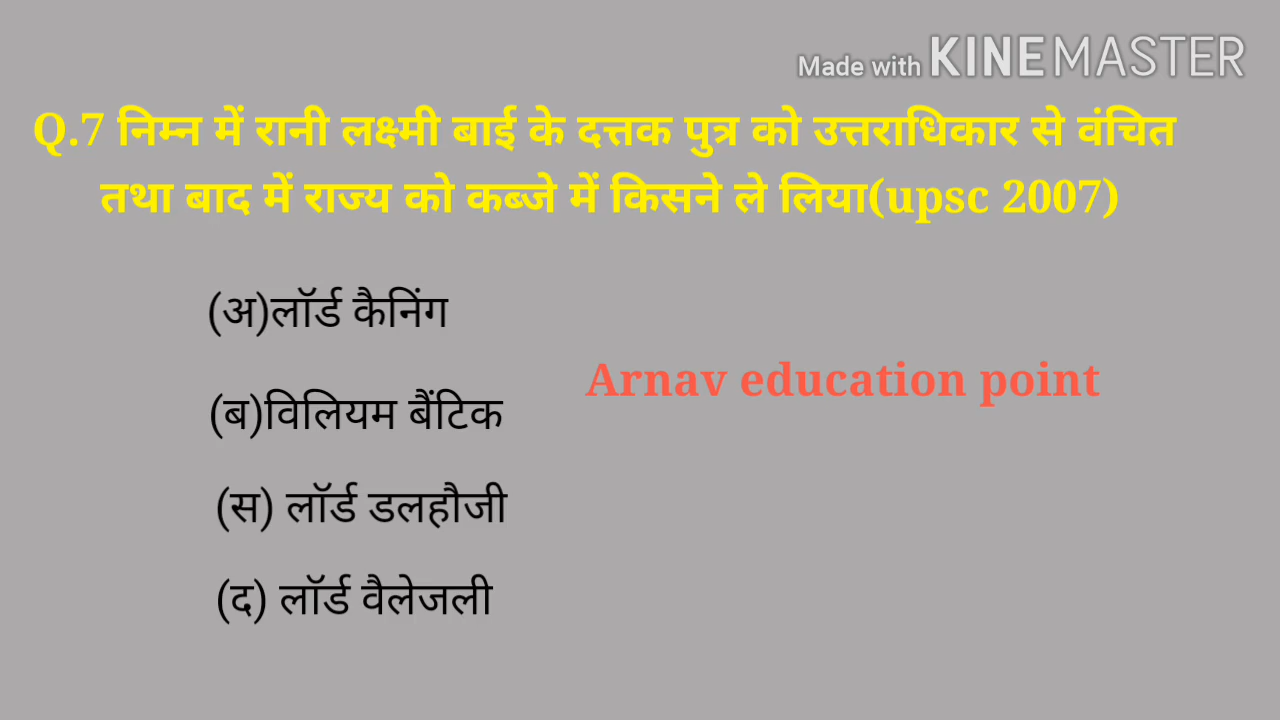 Made with KINEMASTER
Q.7 निम्न में रानी लक्ष्मी बाई के दत्तक पुत्र को उत्तराधिकार से वंचित
तथा बाद में राज्य को कब्जे में किसने ले लिया(upsc 2007)
(अ)लॉर्ड कैनिंग
Arnav education point
(ब)विलियम बैंटिक
(स) लॉर्ड डलहौजी
(द) लॉर्ड वैलेजली